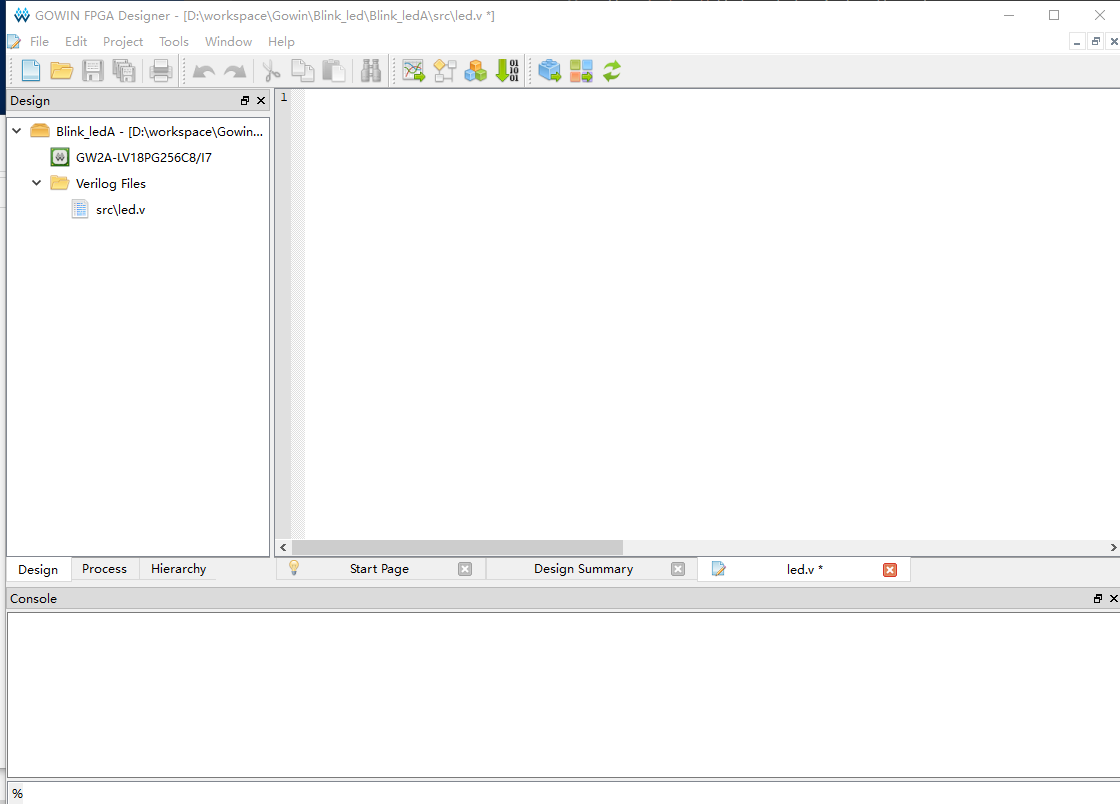 GOWIN FPGA Designer - [D:\workspace\Gowin\Blink_led\Blink_ledA\src\led.v *]
File Edit Project Tools Window Help
Design
1
Blink_ledA - [D:\workspace\Gowin...
GW2A-LV18PG256C8/I7
Verilog Files
src\led.v
Design Process Hierarchy
Start Page Design Summary led.v *
Console
%